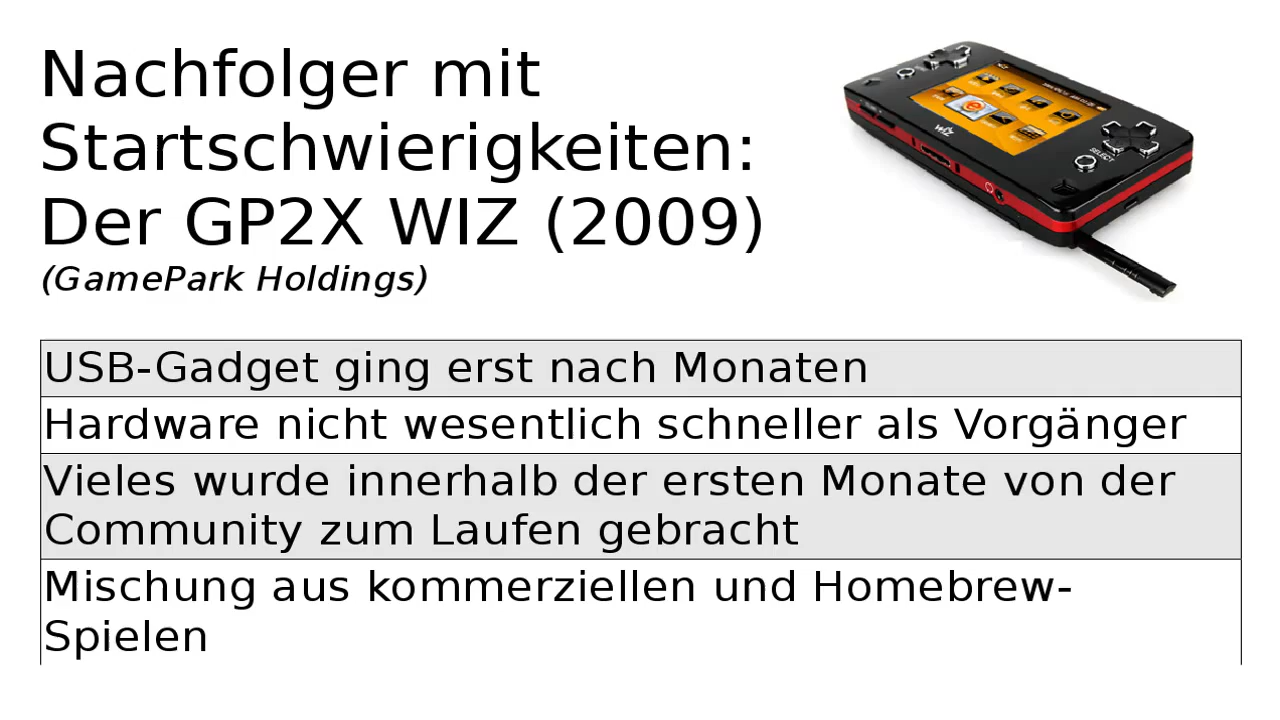 Nachfolger mit
Startschwierigkeiten:
Der GP2X WIZ (2009)
(GamePark Holdings)
wiz
SELECT
USB-Gadget ging erst nach Monaten
Hardware nicht wesentlich schneller als Vorgänger
Vieles wurde innerhalb der ersten Monate von der
Community zum Laufen gebracht
Mischung aus kommerziellen und Homebrew-
Spielen